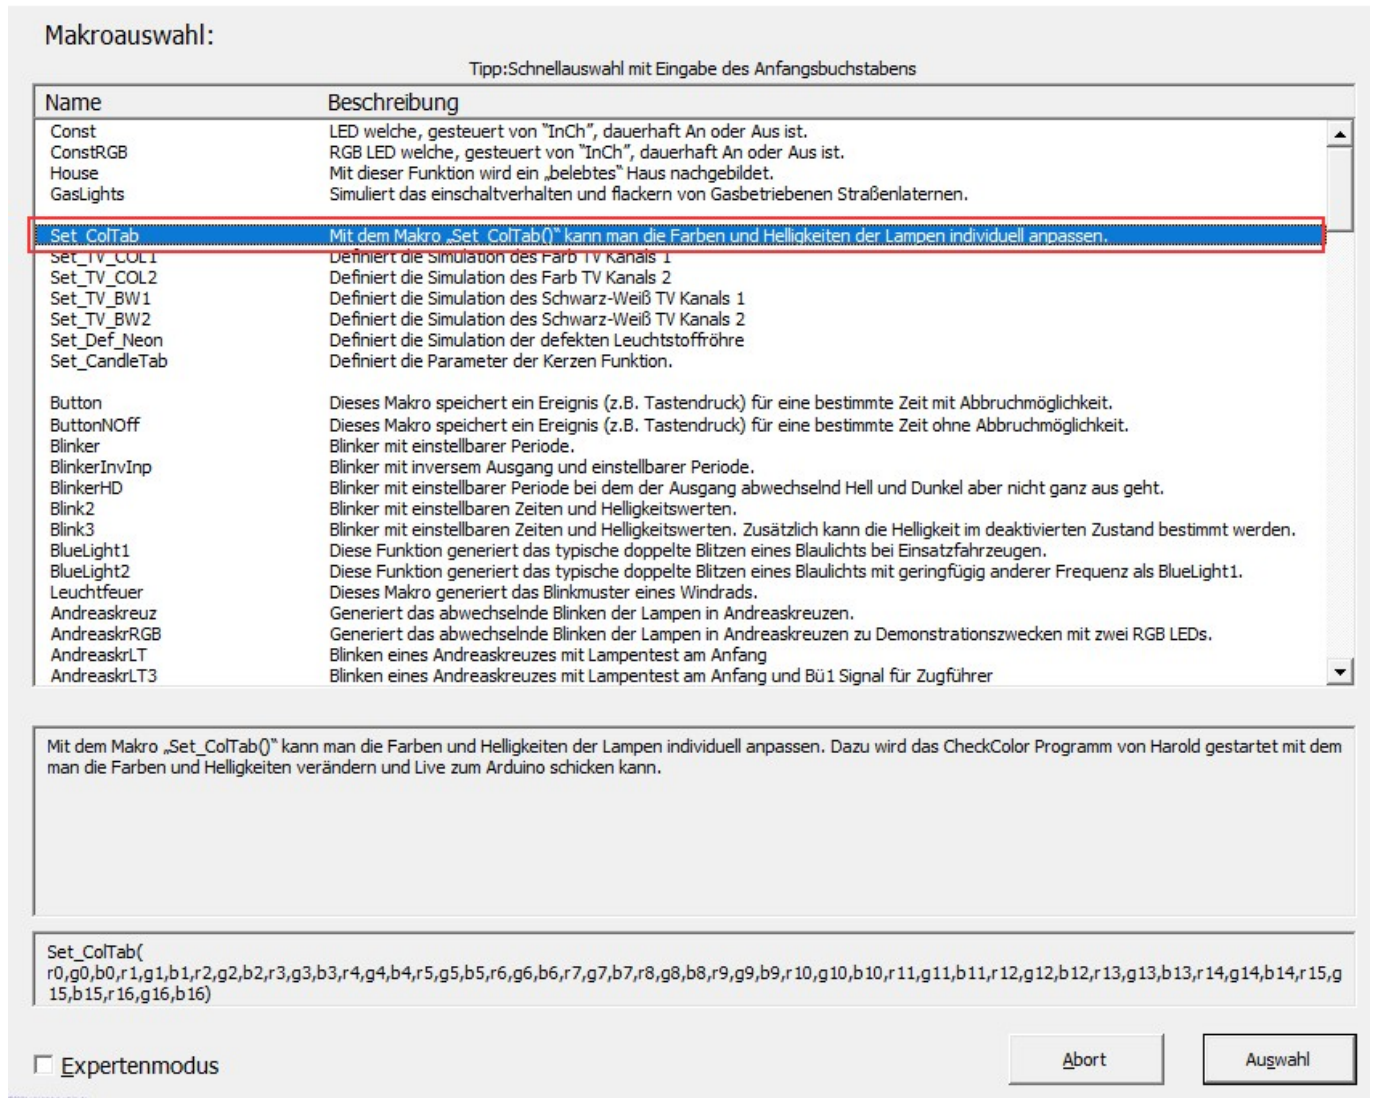 Makroauswahl:
Tipp:Schnellauswahl mit Eingabe des Anfangsbuchstabens
Name Beschreibung
Const LED welche, gesteuert von "InCh", dauerhaft An oder Aus ist.
ConstRGB RGB LED welche, gesteuert von "InCh", dauerhaft An oder Aus ist.
House Mit dieser Funktion wird ein „belebtes" Haus nachgebildet.
GasLights Simuliert das einschaltverhalten und flackern von Gasbetriebenen Straßenlaternen.
Set_ColTab Mit dem Makro „Set_ColTab()" kann man die Farben und Helligkeiten der Lampen individuell anpassen.
Set_TV_COL1 Definiert die Simulation des Farb TV Kanals 1
Set_TV_COL2 Definiert die Simulation des Farb TV Kanals 2
Set_TV_BW1 Definiert die Simulation des Schwarz-Weiß TV Kanals 1
Set_TV_BW2 Definiert die Simulation des Schwarz-Weiß TV Kanals 2
Set_Def_Neon Definiert die Simulation der defekten Leuchtstoffröhre
Set_CandleTab Definiert die Parameter der Kerzen Funktion.
Button Dieses Makro speichert ein Ereignis (z.B. Tastendruck) für eine bestimmte Zeit mit Abbruchmöglichkeit.
ButtonNOff Dieses Makro speichert ein Ereignis (z.B. Tastendruck) für eine bestimmte Zeit ohne Abbruchmöglichkeit.
Blinker Blinker mit einstellbarer Periode.
BlinkerInvInp Blinker mit inversem Ausgang und einstellbarer Periode.
BlinkerHD Blinker mit einstellbarer Periode bei dem der Ausgang abwechselnd Hell und Dunkel aber nicht ganz aus geht.
Blink2 Blinker mit einstellbaren Zeiten und Helligkeitswerten.
Blink3 Blinker mit einstellbaren Zeiten und Helligkeitswerten. Zusätzlich kann die Helligkeit im deaktivierten Zustand bestimmt werden.
BlueLight1 Diese Funktion generiert das typische doppelte Blitzen eines Blaulichts bei Einsatzfahrzeugen.
BlueLight2 Diese Funktion generiert das typische doppelte Blitzen eines Blaulichts mit geringfügig anderer Frequenz als BlueLight1.
Leuchtfeuer Dieses Makro generiert das Blinkmuster eines Windrads.
Andreaskreuz Generiert das abwechselnde Blinken der Lampen in Andreaskreuzen.
AndreaskrRGB Generiert das abwechselnde Blinken der Lampen in Andreaskreuzen zu Demonstrationszwecken mit zwei RGB LEDs.
AndreaskrLT Blinken eines Andreaskreuzes mit Lampentest am Anfang
AndreaskrLT3 Blinken eines Andreaskreuzes mit Lampentest am Anfang und Bü1 Signal für Zugführer
Mit dem Makro „Set_ColTab()" kann man die Farben und Helligkeiten der Lampen individuell anpassen. Dazu wird das CheckColor Programm von Harold gestartet mit dem
man die Farben und Helligkeiten verändern und Live zum Arduino schicken kann.
Set_ColTab(
r0,g0,b0,r1,g1,b1,r2,g2,b2,r3,g3,b3,r4,g4,b4,r5,g5,b5,r6,g6,b6,r7,g7,b7,r8,g8,b8,r9,g9,b9,r10,g10,b10,r11,g11,b11,r12,g12,b12,r13,g13,b13,r14,g14,b14,r15,g
15,b15,r16,g16,b16)
Expertenmodus Abort Auswahl